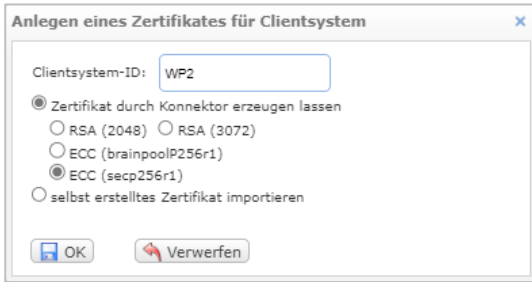 Anlegen eines Zertifikates für Clientsystem
Clientsystem-ID: WP2
Zertifikat durch Konnektor erzeugen lassen
RSA (2048) RSA (3072)
ECC (brainpoolP256r1)
ECC (secp256r1)
selbst erstelltes Zertifikat importieren
OK Verwerfen